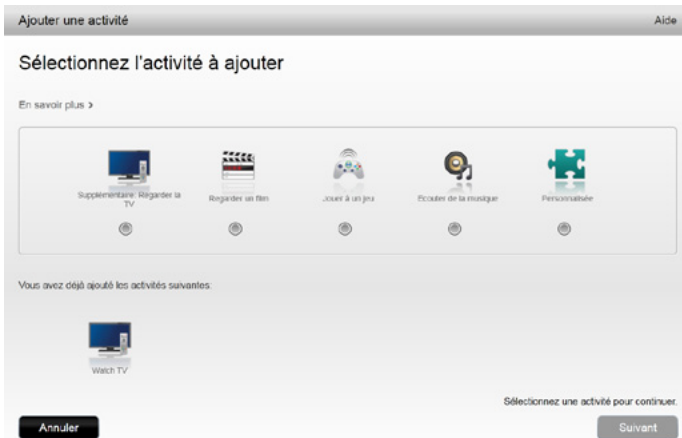 Ajouter une activité
Aide
Sélectionnez l'activité à ajouter
En savoir plus >
Supplémentaire: Regarder la
TV
Regarder un film
Jouer à un jeu
Ecouter de la musique
Personnalisée
Vous avez déjà ajouté les activités suivantes:
Watch TV
Sélectionnez une activité pour continuer.
Annuler
Suivant